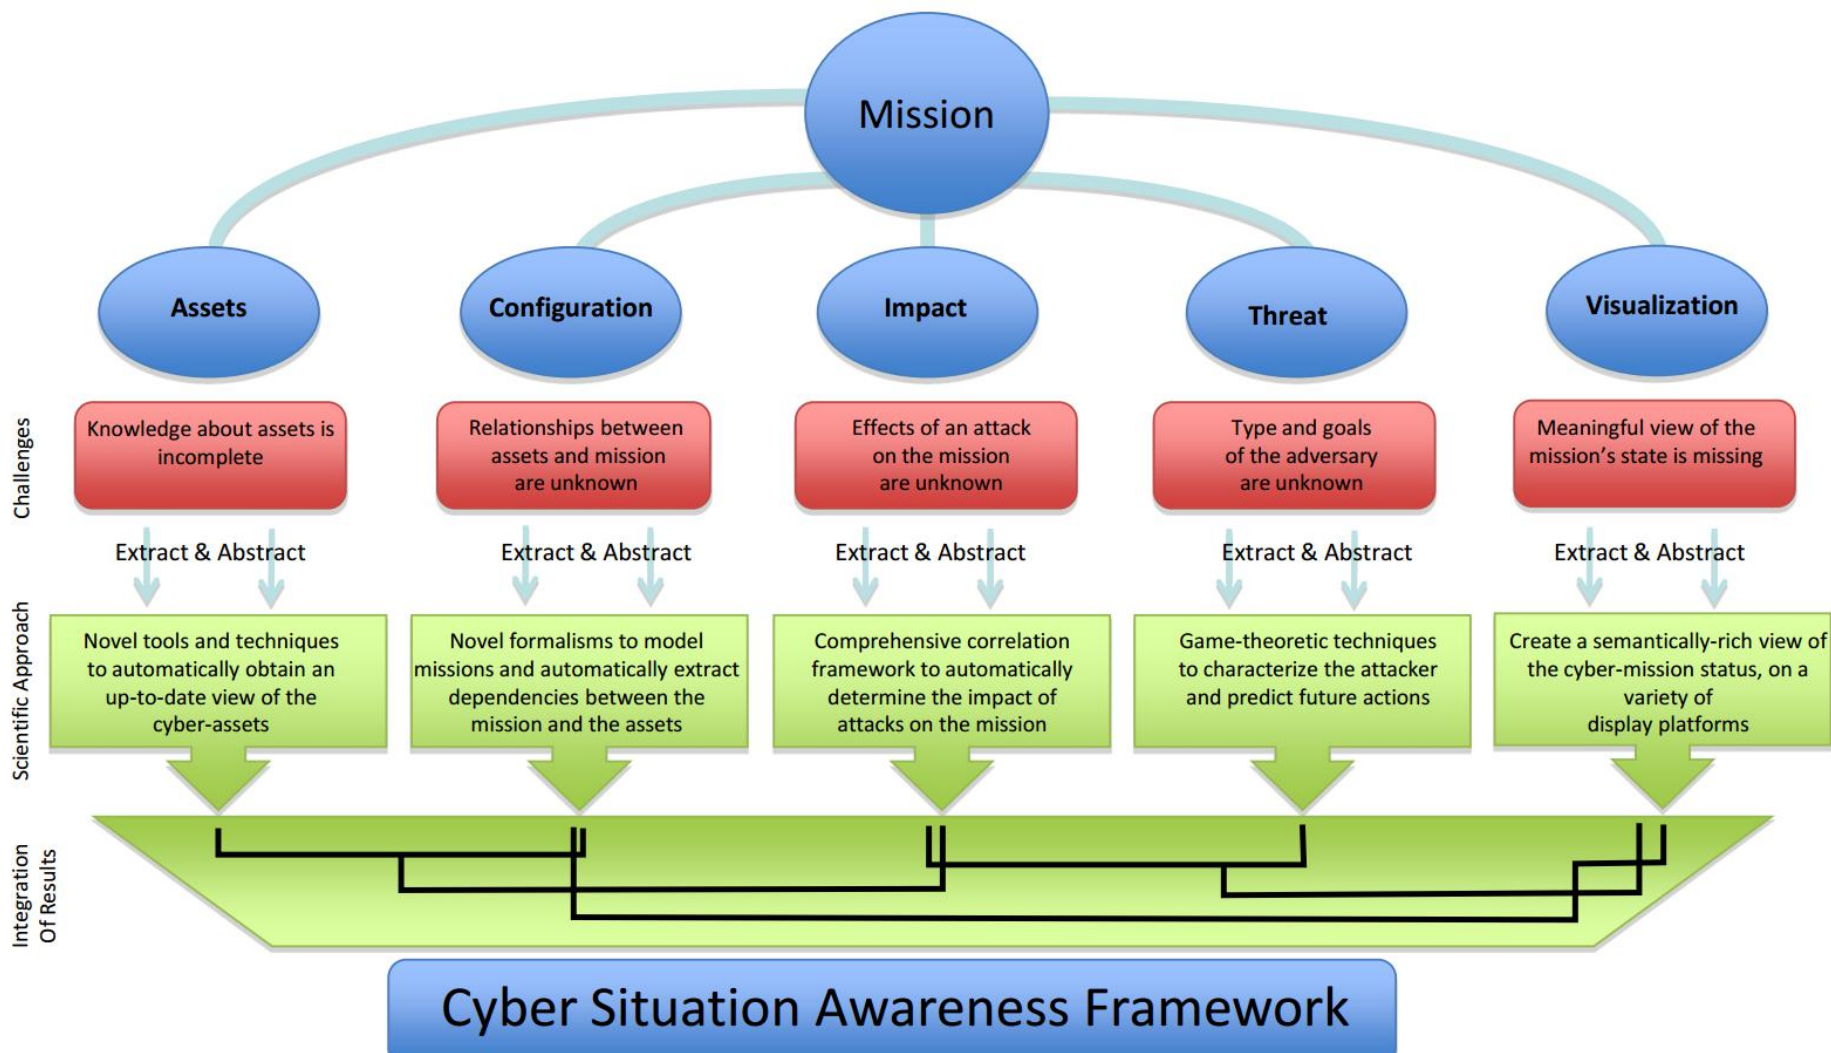 Mission
Assets
Configuration
Impact
Threat
Visualization
Challenges
Knowledge about assets is
incomplete
Relationships between
assets and mission
are unknown
Effects of an attack
on the mission
are unknown
Type and goals
of the adversary
are unknown
Meaningful view of the
mission's state is missing
Extract & Abstract
Extract & Abstract
Extract & Abstract
Extract & Abstract
Extract & Abstract
Scientific Approach
Novel tools and techniques
to automatically obtain an
up-to-date view of the
cyber-assets
Novel formalisms to model
missions and automatically extract
dependencies between the
mission and the assets
Comprehensive correlation
framework to automatically
determine the impact of
attacks on the mission
Game-theoretic techniques
to characterize the attacker
and predict future actions
Create a semantically-rich view of
the cyber-mission status, on a
variety of
display platforms
Integration
Of Results
Cyber Situation Awareness Framework